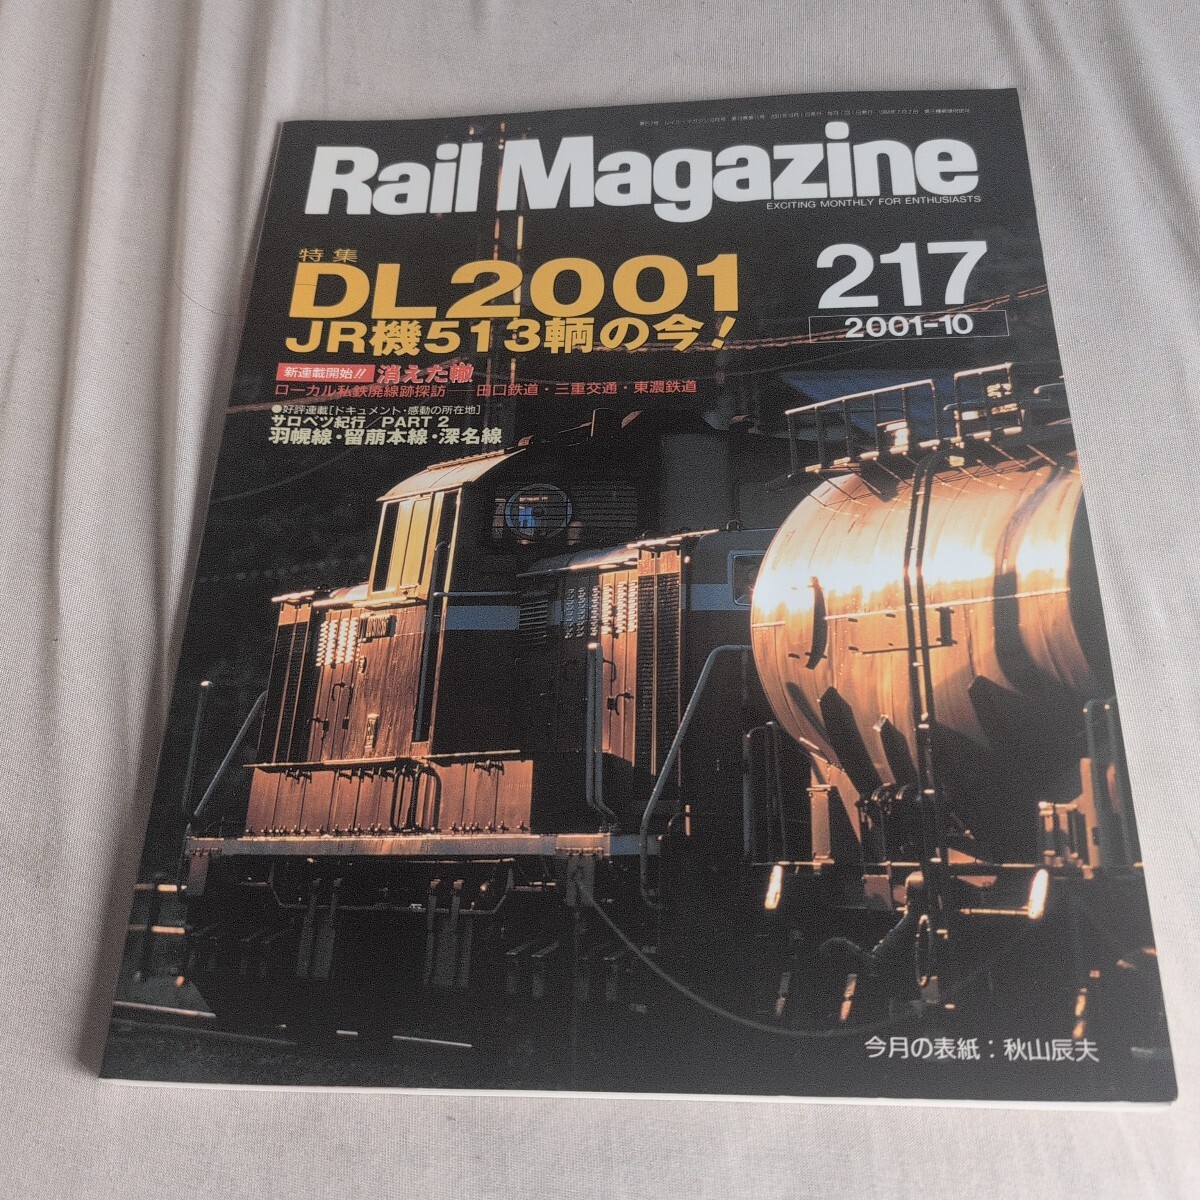 Rail Magazine
EXCITING MONTHLY FOR ENTHUSIASTS
特集
DL2001
217
JR機513輌の今!
2001-10
新連載開始!! 消えた轍
ローカル私鉄廃線跡探訪 田口鉄道・三重交通・東濃鉄道
●好評連載[ドキュメント・感動の所在地]
サロベツ紀行/PART 2
羽幌線・留萠本線・深名線
今月の表紙：秋山辰夫